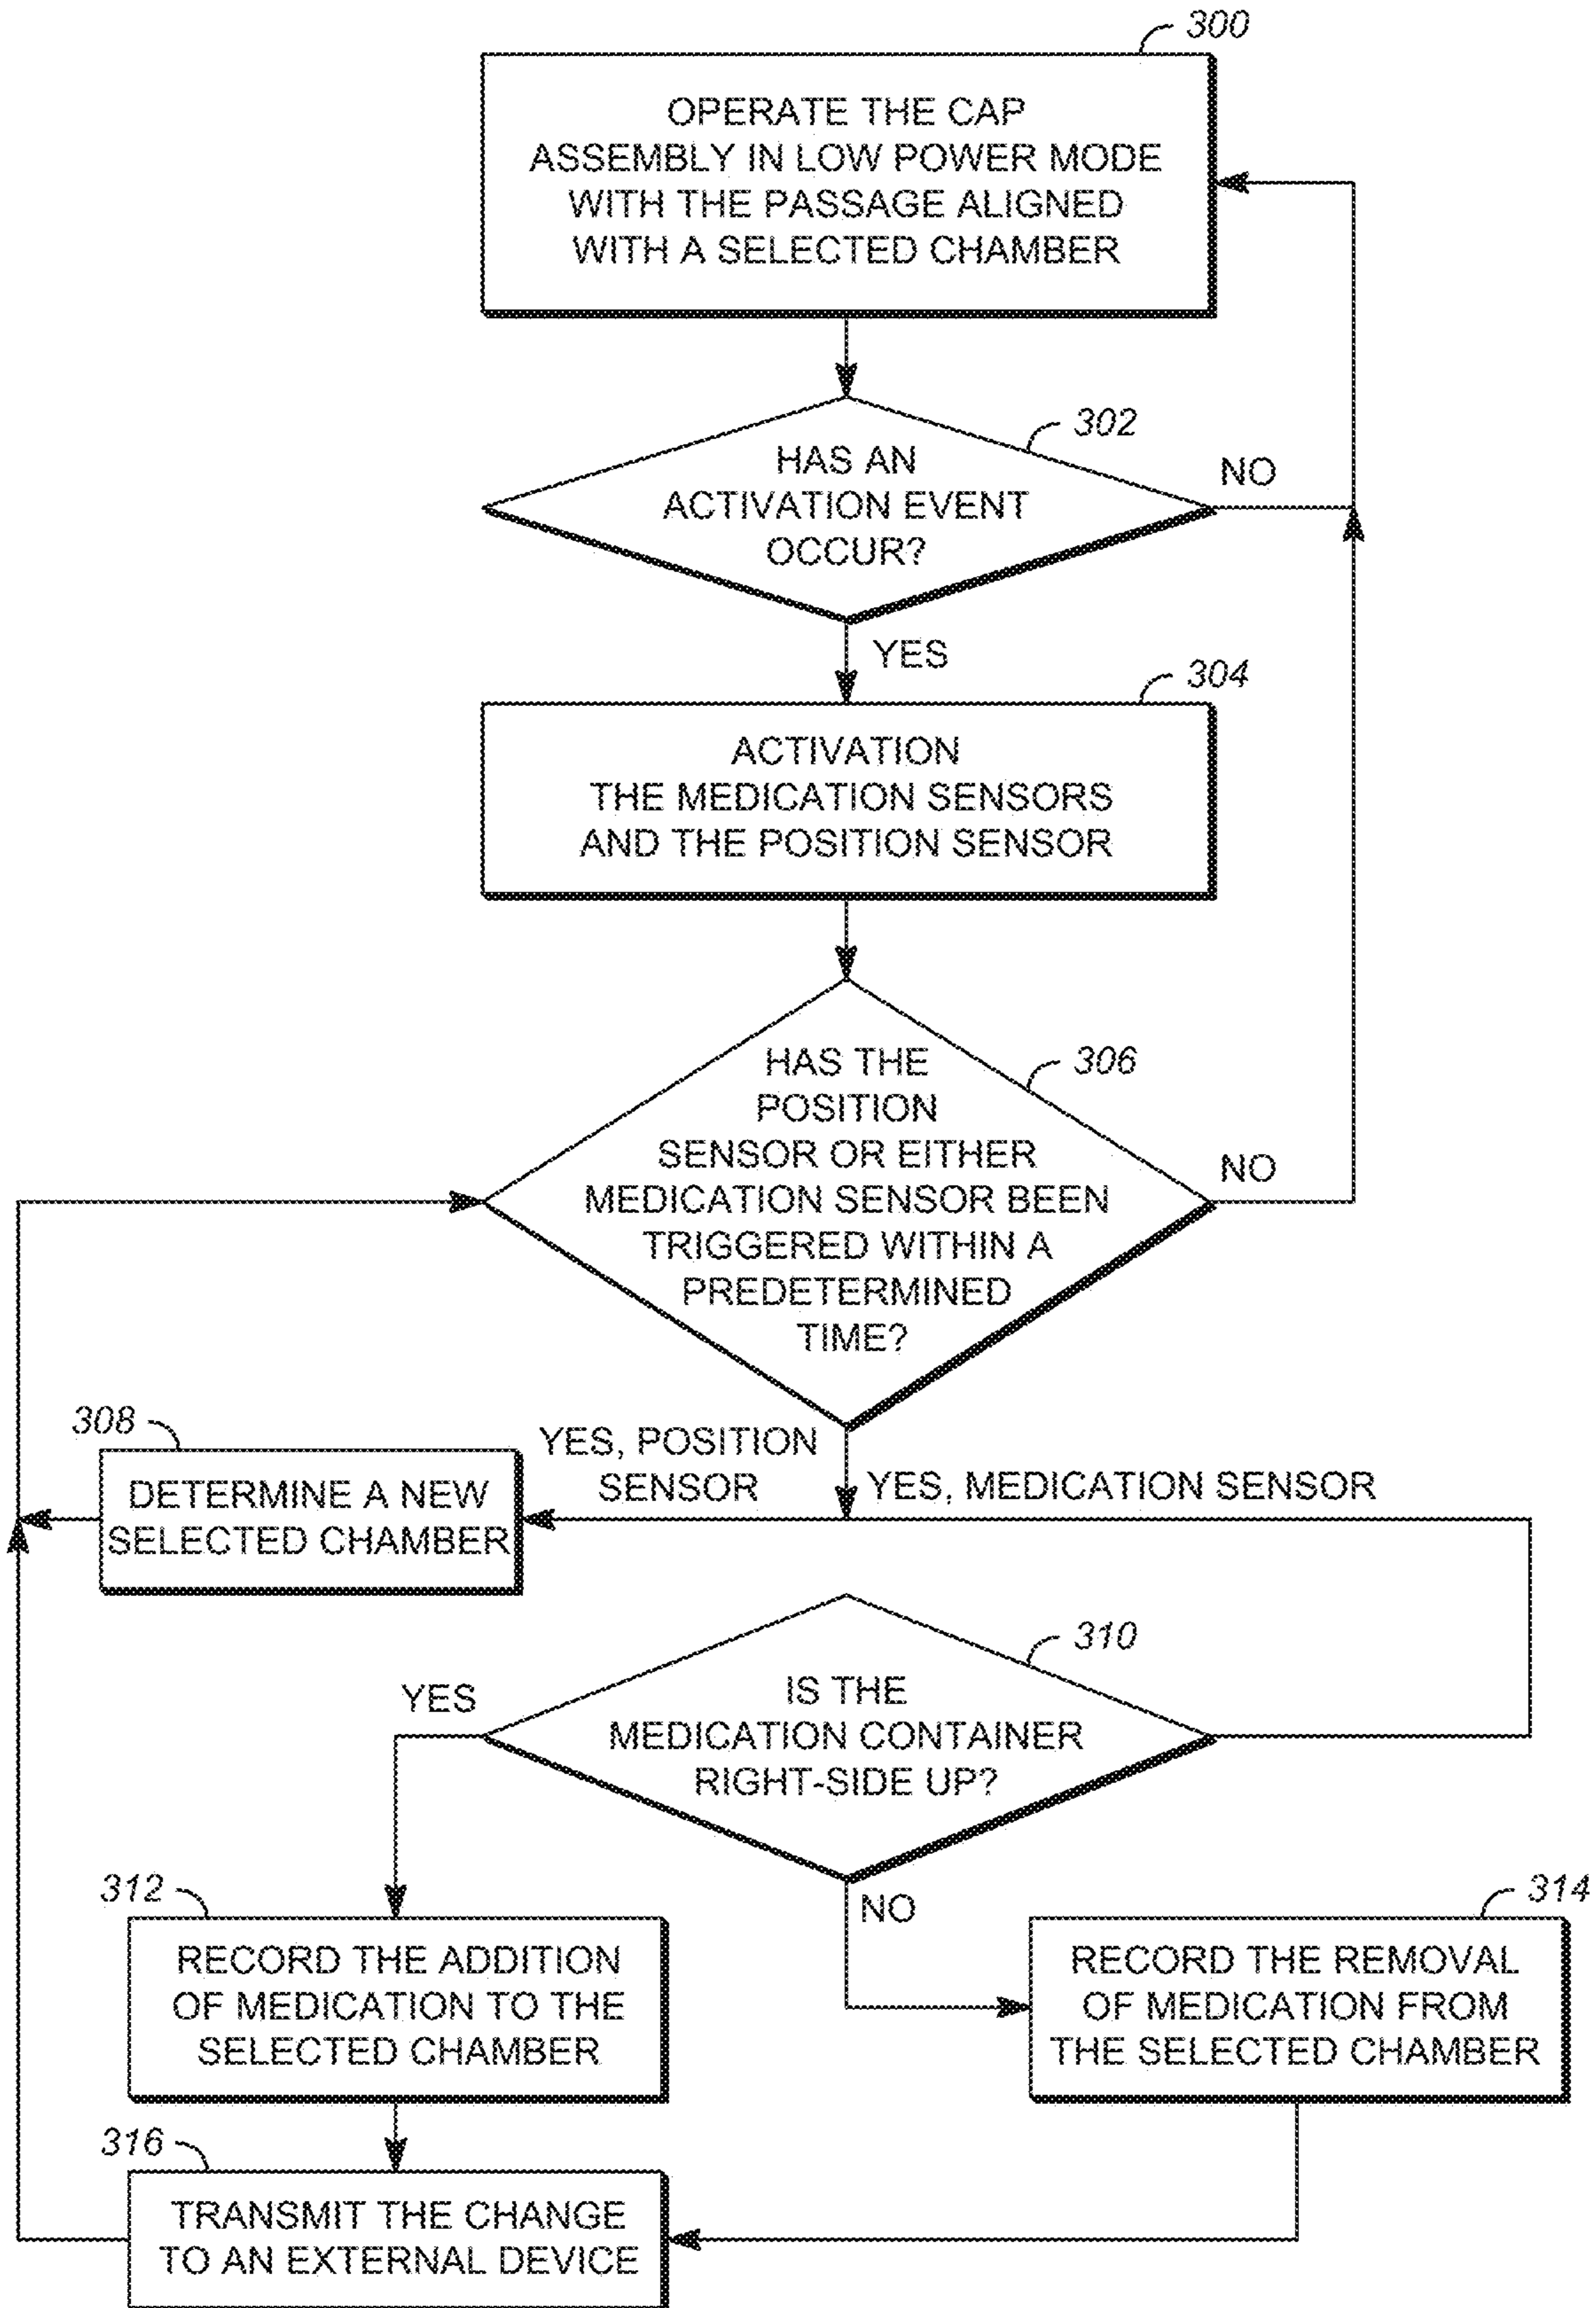 300
OPERATE THE CAP
ASSEMBLY IN LOW POWER MODE
WITH THE PASSAGE ALIGNED
WITH A SELECTED CHAMBER
302
HAS AN
ACTIVATION EVENT
OCCUR?
NO
YES
304
ACTIVATION
THE MEDICATION SENSORS
AND THE POSITION SENSOR
306
HAS THE
POSITION
SENSOR OR EITHER
MEDICATION SENSOR BEEN
TRIGGERED WITHIN A
PREDETERMINED
TIME?
NO
308
YES, POSITION
SENSOR
YES, MEDICATION SENSOR
DETERMINE A NEW
SELECTED CHAMBER
310
IS THE
MEDICATION CONTAINER
RIGHT-SIDE UP?
YES
NO
312
RECORD THE ADDITION
OF MEDICATION TO THE
SELECTED CHAMBER
314
RECORD THE REMOVAL
OF MEDICATION FROM
THE SELECTED CHAMBER
316
TRANSMIT THE CHANGE
TO AN EXTERNAL DEVICE